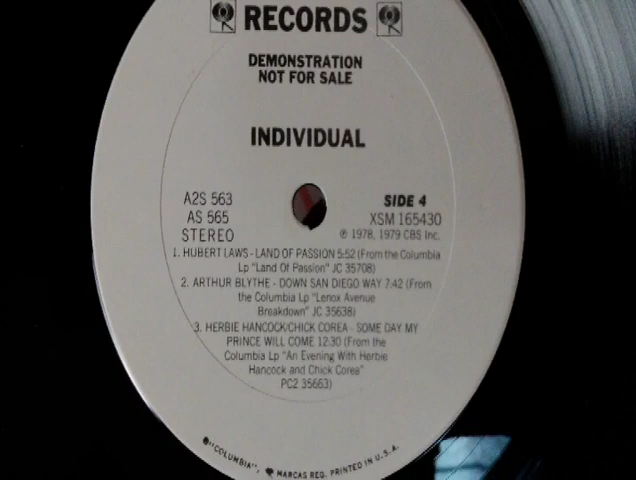 RECORDS
DEMONSTRATION
NOT FOR SALE
INDIVIDUAL
A2S 563
AS 565
STEREO
SIDE 4
XSM 165430
℗ 1978, 1979 CBS Inc.
1. HUBERT LAWS - LAND OF PASSION 5:52 (From the Columbia
Lp "Land Of Passion" JC 35708)
2. ARTHUR BLYTHE - DOWN SAN DIEGO WAY 7:42 (From
the Columbia Lp "Lenox Avenue
Breakdown" JC 35638)
3. HERBIE HANCOCK/CHICK COREA - SOME DAY MY
PRINCE WILL COME 12:30 (From the
Columbia Lp "An Evening With Herbie
Hancock and Chick Corea"
PC2 35663)
"COLUMBIA", MARCAS REG. PRINTED IN U.S.A.